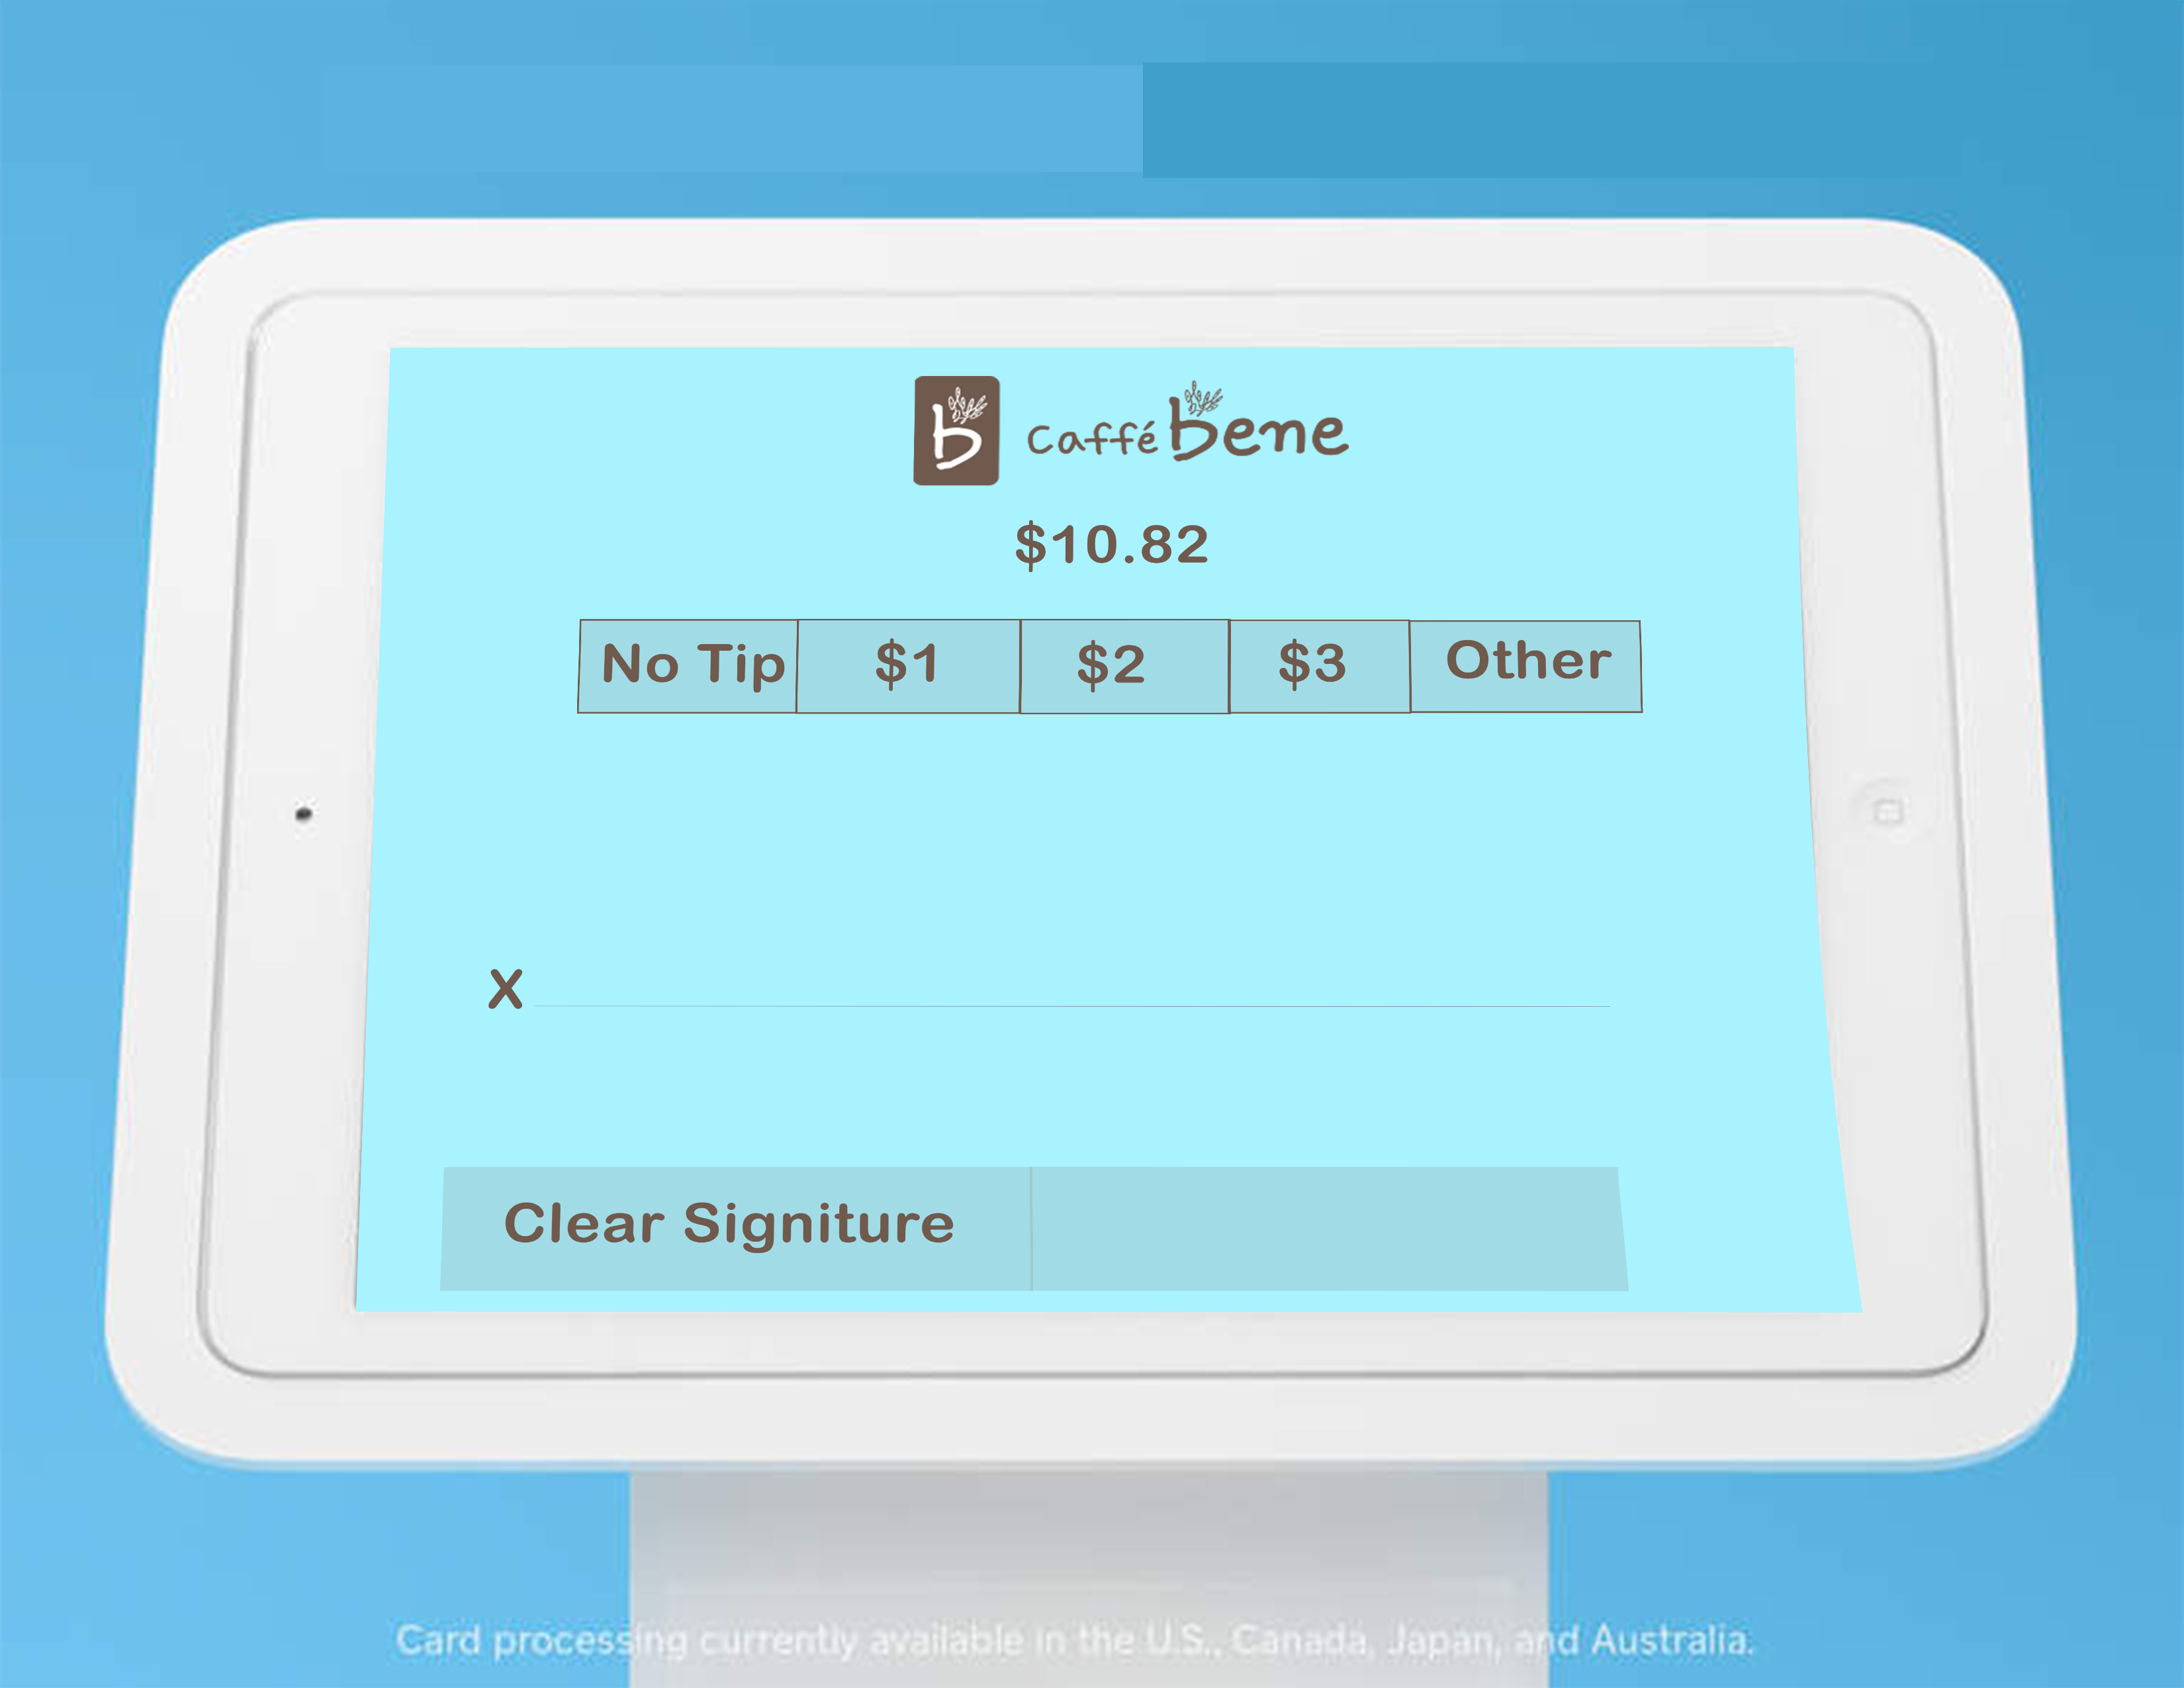 b caffé bene
$10.82
No Tip $1 $2 $3 Other
X
Clear Signiture
Card processing currently available in the U.S., Canada, Japan, and Australia.